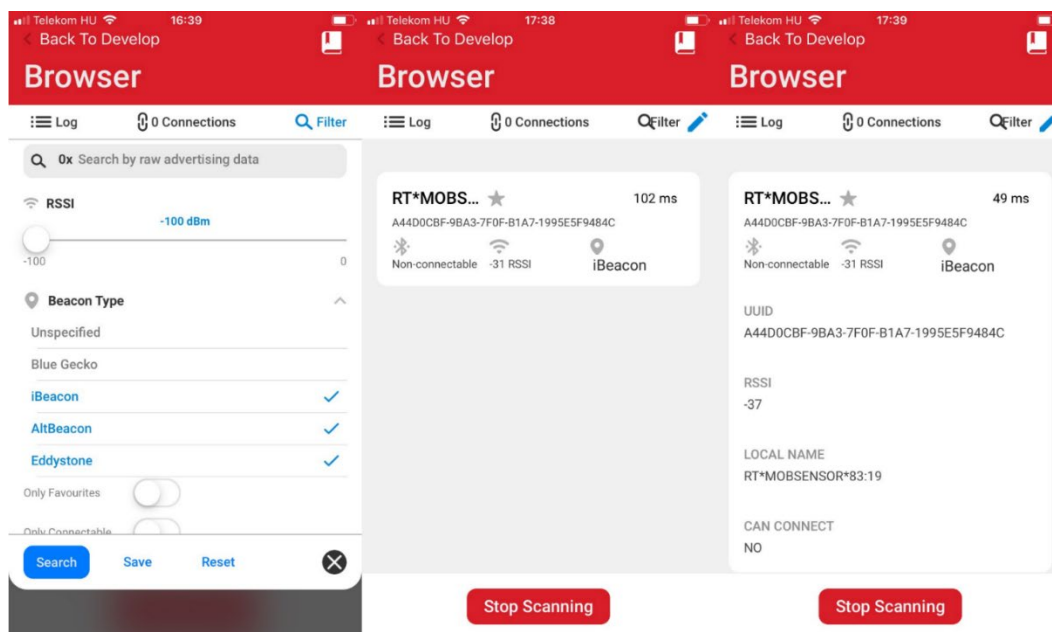 Telekom HU 16:39
Back To Develop
Browser
Log 0 Connections Filter
0x Search by raw advertising data
RSSI
-100 dBm
-100 0
Beacon Type
Unspecified
Blue Gecko
iBeacon
AltBeacon
Eddystone
Only Favourites
Only Connectable
Search Save Reset
Telekom HU 17:38
Back To Develop
Browser
Log 0 Connections Filter
RT*MOBS... 102 ms
A44D0CBF-9BA3-7F0F-B1A7-1995E5F9484C
Non-connectable -31 RSSI iBeacon
Stop Scanning
Telekom HU 17:39
Back To Develop
Browser
Log 0 Connections Filter
RT*MOBS... 49 ms
A44D0CBF-9BA3-7F0F-B1A7-1995E5F9484C
Non-connectable -31 RSSI iBeacon
UUID
A44D0CBF-9BA3-7F0F-B1A7-1995E5F9484C
RSSI
-37
LOCAL NAME
RT*MOBSENSOR*83:19
CAN CONNECT
NO
Stop Scanning